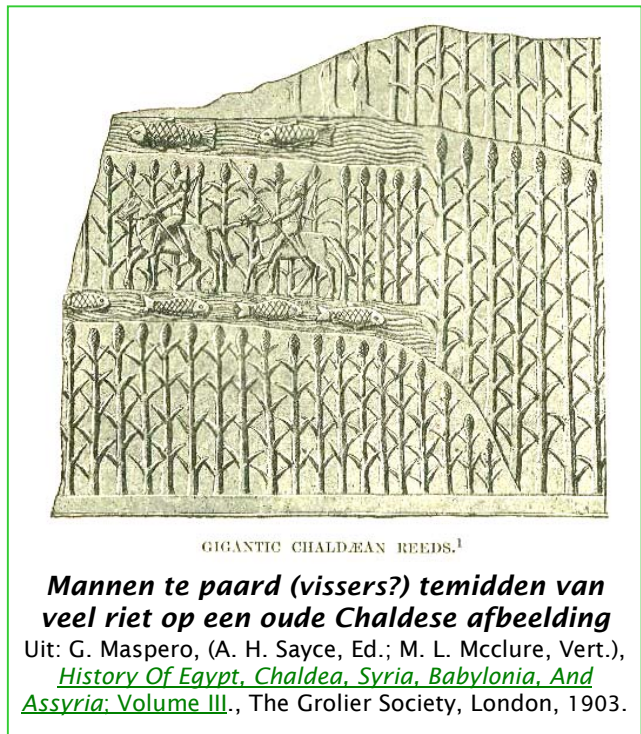 GIGANTIC CHALDÆAN REEDS.¹
Mannen te paard (vissers?) temidden van
veel riet op een oude Chaldese afbeelding
Uit: G. Maspero, (A. H. Sayce, Ed.; M. L. Mcclure, Vert.),
History Of Egypt, Chaldea, Syria, Babylonia, And
Assyria; Volume III., The Grolier Society, London, 1903.